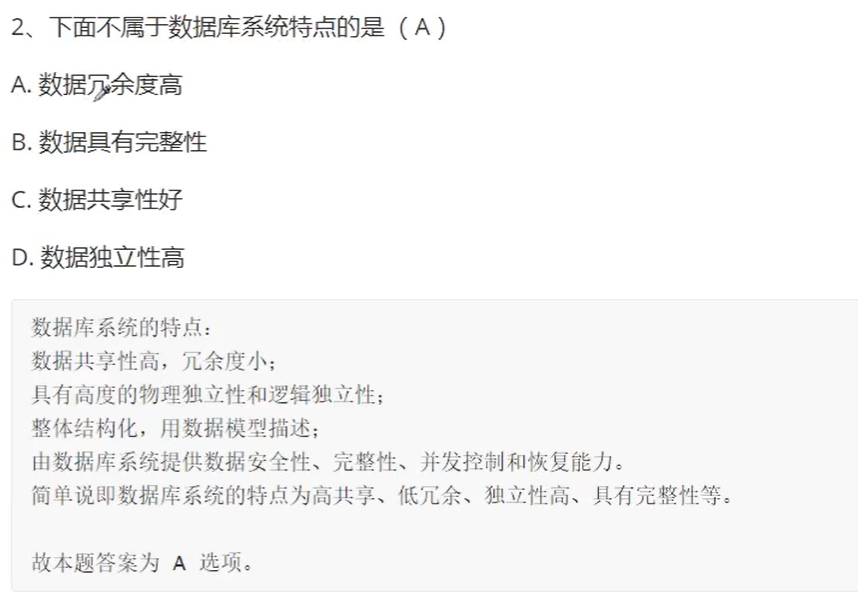 2、下面不属于数据库系统特点的是（A）
A. 数据冗余度高
B. 数据具有完整性
C. 数据共享性好
D. 数据独立性高
数据库系统的特点：
数据共享性高，冗余度小；
具有高度的物理独立性和逻辑独立性；
整体结构化，用数据模型描述；
由数据库系统提供数据安全性、完整性、并发控制和恢复能力。
简单说即数据库系统的特点为高共享、低冗余、独立性高、具有完整性等。
故本题答案为 A 选项。